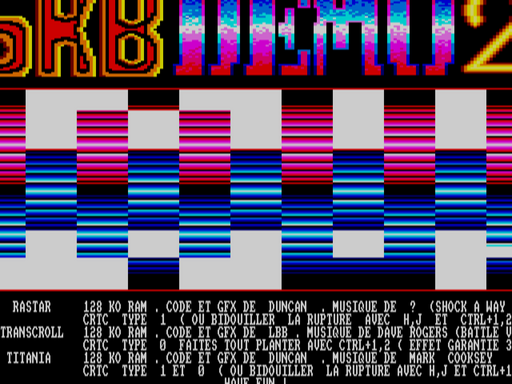 GKB DEMO 2
RASTAR 128 KO RAM . CODE ET GFX DE DUNCAN . MUSIQUE DE ? (SHOCK A WAY
CRTC TYPE 1 ( OU BIDOUILLER LA RUPTURE AVEC H,J ET CTRL+1,2
TRANSCROLL 128 KO RAM . CODE ET GFX DE LBB . MUSIQUE DE DAVE ROGERS (BATTLE V
CRTC TYPE 0 FAITES TOUT PLANTER AVEC CTRL+1,2 ( EFFET GARANTIE 3
TITANIA 128 KO RAM . CODE ET GFX DE DUNCAN . MUSIQUE DE MARK COOKSEY
CRTC TYPE 1 ET 0 ( OU BIDOUILLER LA RUPTURE AVEC H,J ET CTRL+1
HAVE FUN !